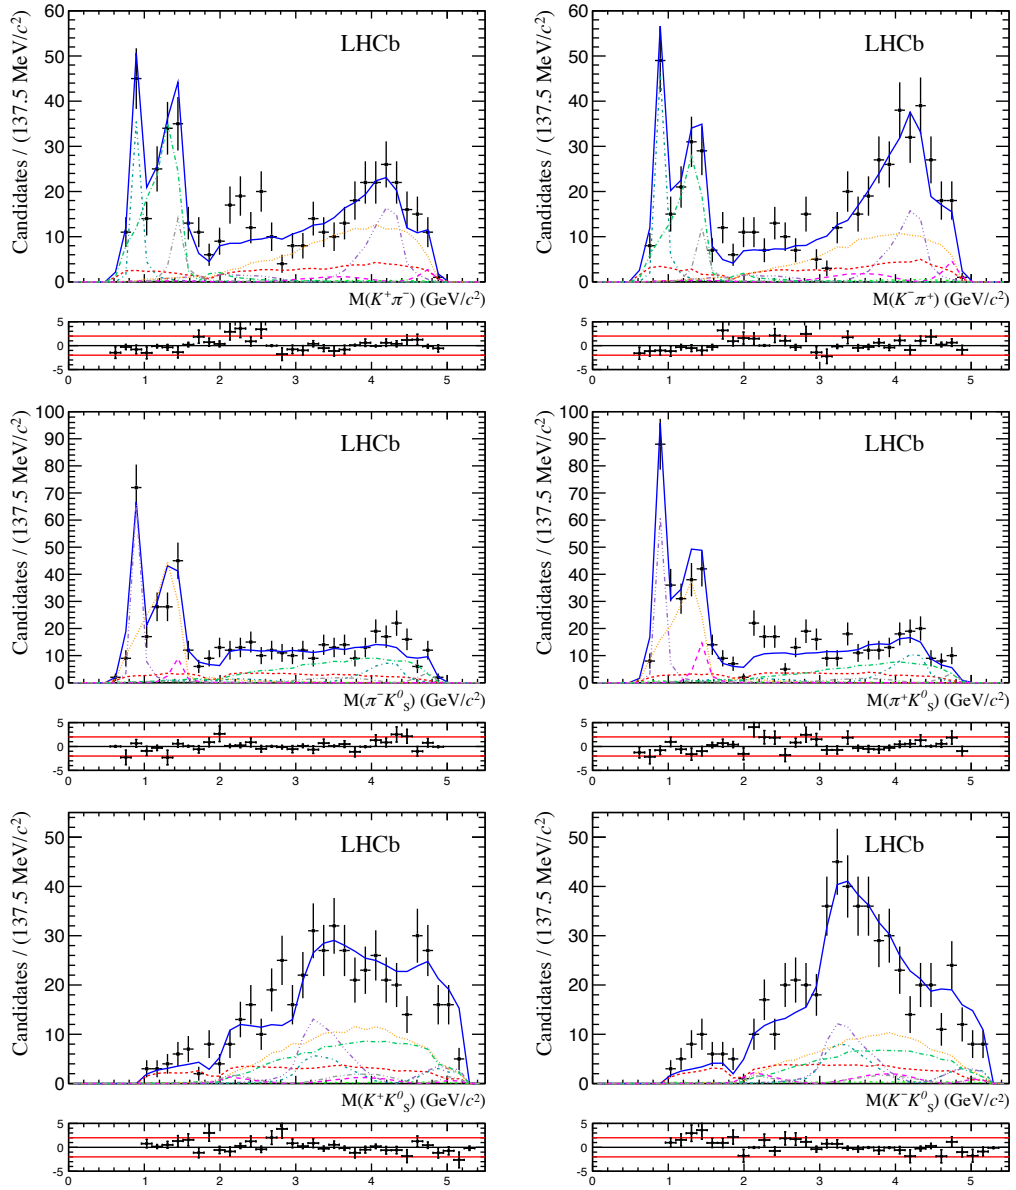 60
50
40
30
20
10
0
Candidates / (137.5 MeV/c²)
LHCb
M(K⁺π⁻) (GeV/c²)
5
0
-5
0 1 2 3 4 5
60
50
40
30
20
10
0
Candidates / (137.5 MeV/c²)
LHCb
M(K⁻π⁺) (GeV/c²)
5
0
-5
0 1 2 3 4 5
100
90
80
70
60
50
40
30
20
10
0
Candidates / (137.5 MeV/c²)
LHCb
M(π⁻K⁰s) (GeV/c²)
5
0
-5
0 1 2 3 4 5
100
90
80
70
60
50
40
30
20
10
0
Candidates / (137.5 MeV/c²)
LHCb
M(π⁺K⁰s) (GeV/c²)
5
0
-5
0 1 2 3 4 5
50
40
30
20
10
0
Candidates / (137.5 MeV/c²)
LHCb
M(K⁺K⁰s) (GeV/c²)
5
0
-5
0 1 2 3 4 5
50
40
30
20
10
0
Candidates / (137.5 MeV/c²)
LHCb
M(K⁻K⁰s) (GeV/c²)
5
0
-5
0 1 2 3 4 5